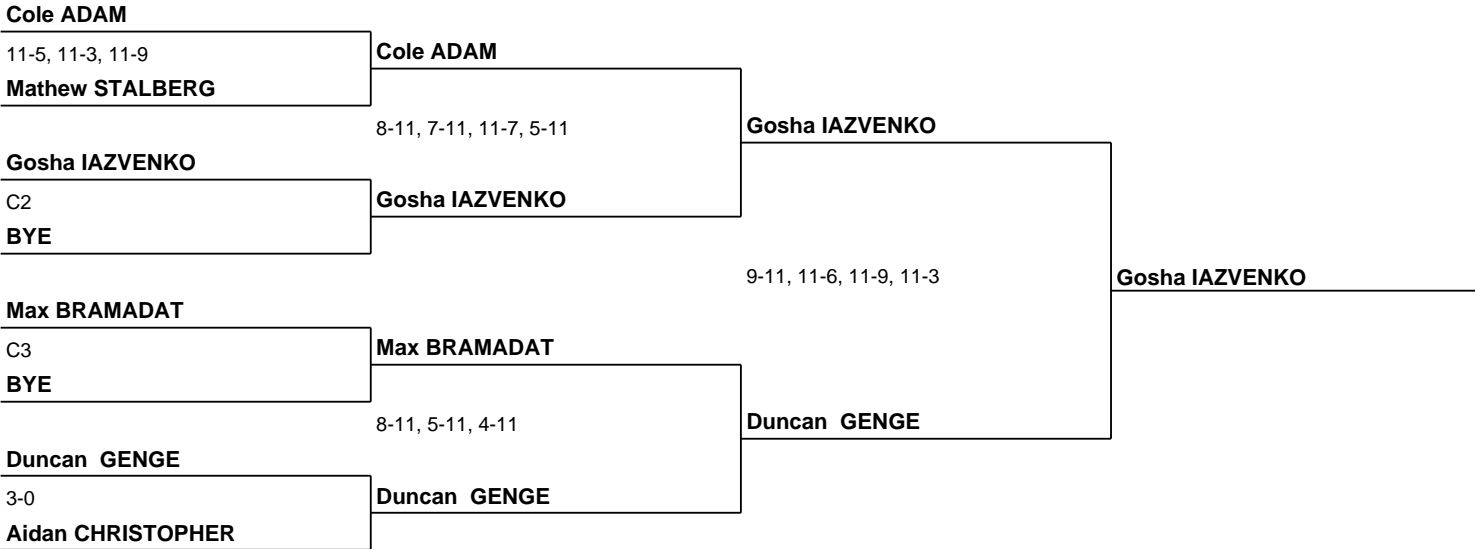 Cole ADAM
11-5, 11-3, 11-9
Mathew STALBERG
Gosha IAZVENKO
C2
BYE
Max BRAMADAT
C3
BYE
Duncan  GENGE
3-0
Aidan CHRISTOPHER
Cole ADAM
8-11, 7-11, 11-7, 5-11
Gosha IAZVENKO
Max BRAMADAT
8-11, 5-11, 4-11
Duncan  GENGE
Gosha IAZVENKO
9-11, 11-6, 11-9, 11-3
Duncan  GENGE
Gosha IAZVENKO